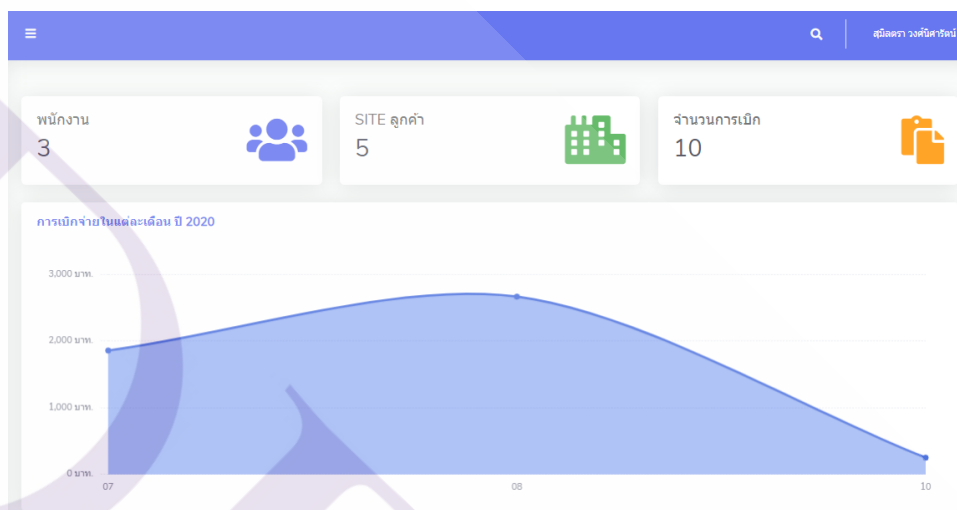 สุมิลตรา วงศ์นิศารัตน์
พนักงาน
3
SITE ลูกค้า
5
จำนวนการเบิก
10
การเบิกจ่ายในแต่ละเดือน ปี 2020
3,000 บาท.
2,000 บาท.
1,000 บาท.
0 บาท.
07
08
10